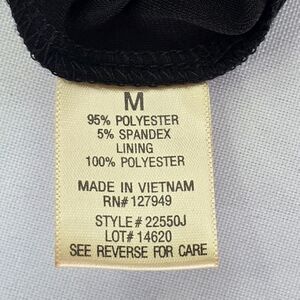 M
95% POLYESTER
5% SPANDEX
LINING
100% POLYESTER
MADE IN VIETNAM
RN# 127949
STYLE# 22550J
LOT# 14620
SEE REVERSE FOR CARE